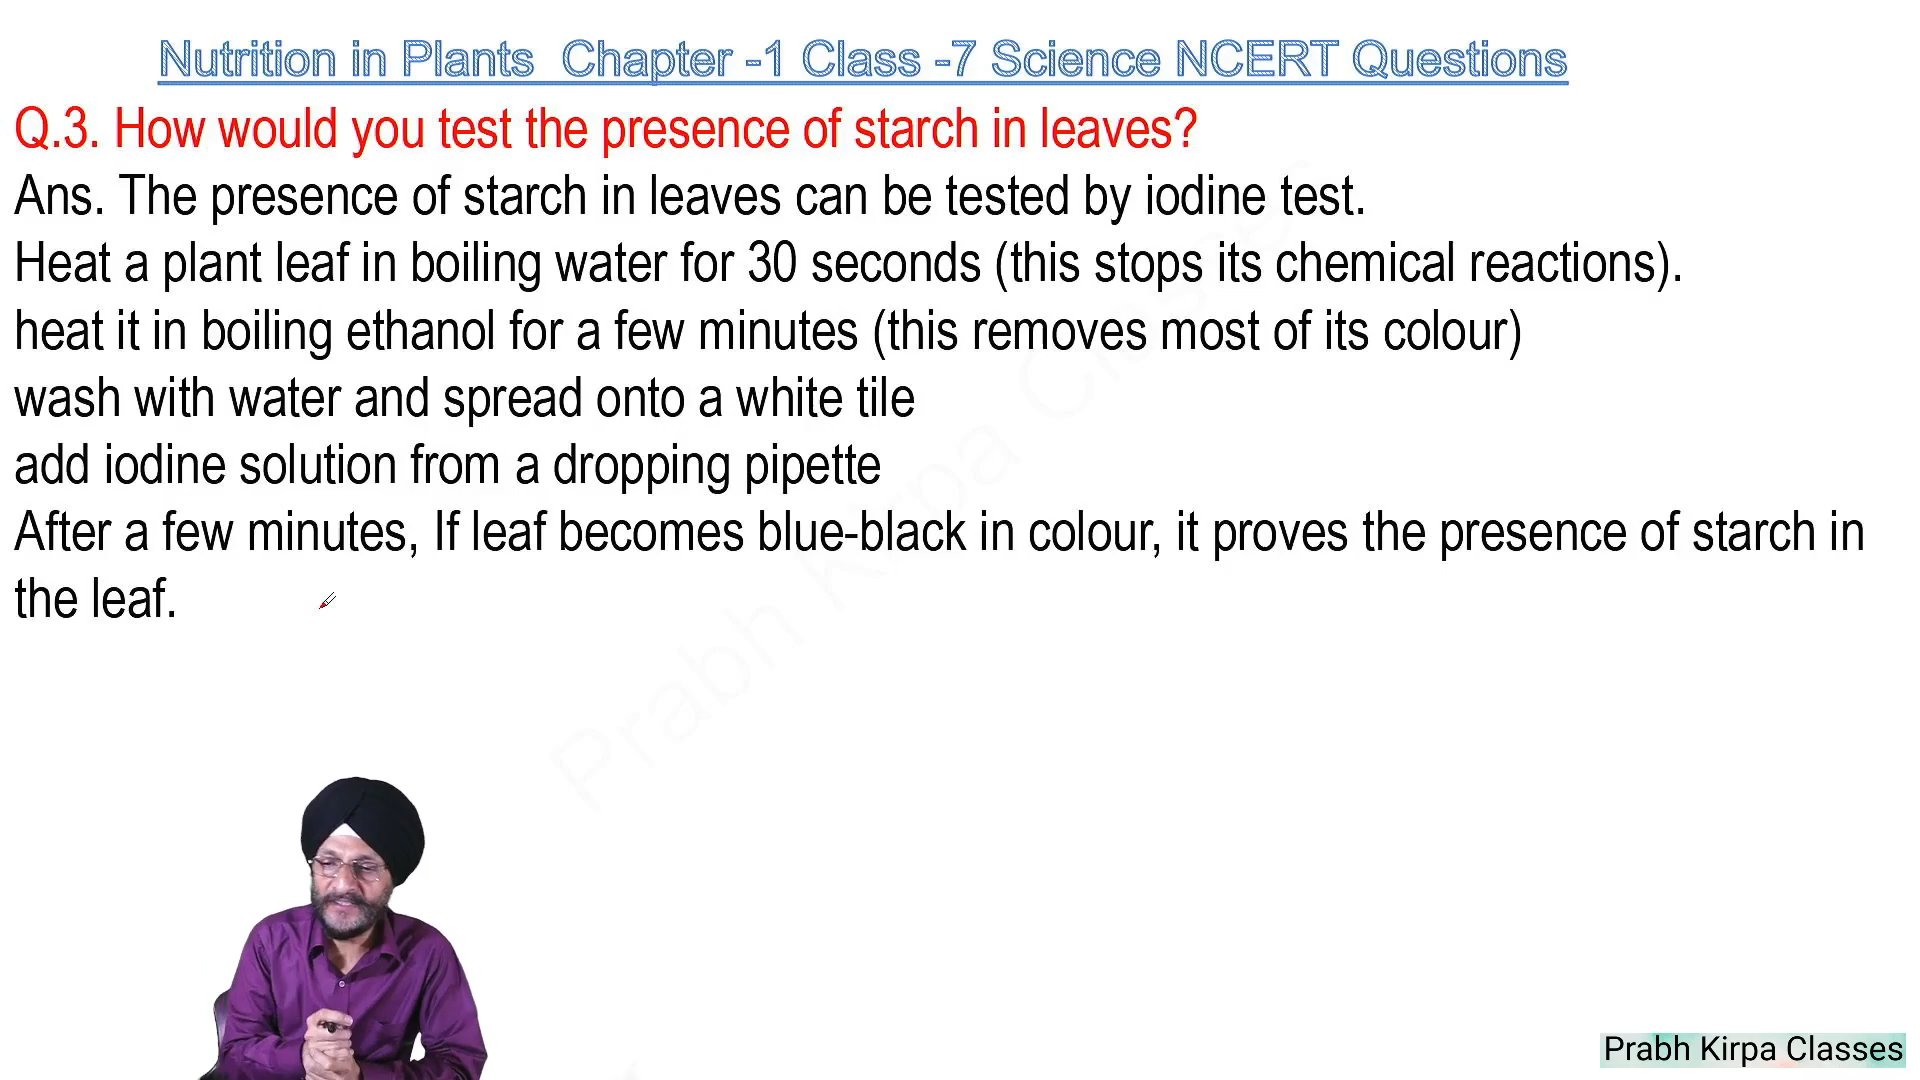 Nutrition in Plants Chapter -1 Class -7 Science NCERT Questions
Q.3. How would you test the presence of starch in leaves?
Ans. The presence of starch in leaves can be tested by iodine test.
Heat a plant leaf in boiling water for 30 seconds (this stops its chemical reactions).
heat it in boiling ethanol for a few minutes (this removes most of its colour)
wash with water and spread onto a white tile
add iodine solution from a dropping pipette
After a few minutes, If leaf becomes blue-black in colour, it proves the presence of starch in
the leaf.
Prabh Kirpa Classes
Prabh Kirpa Classes